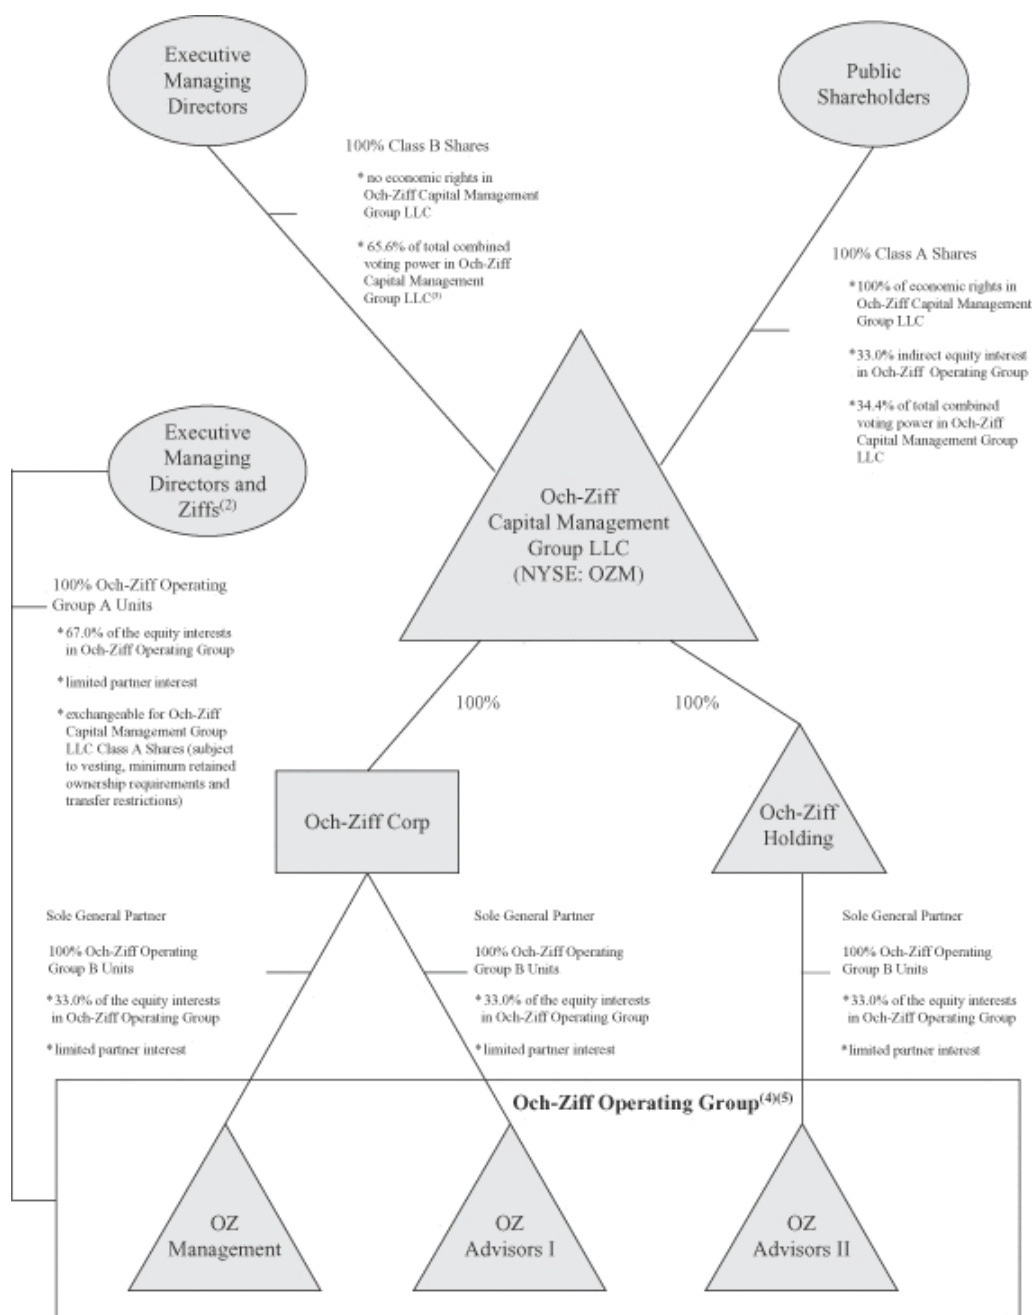 Executive
Managing
Directors
Public
Shareholders
100% Class B Shares
* no economic rights in
Och-Ziff Capital Management
Group LLC
* 65.6% of total combined
voting power in Och-Ziff
Capital Management
Group LLC(1)
100% Class A Shares
*100% of economic rights in
Och-Ziff Capital Management
Group LLC
*33.0% indirect equity interest
in Och-Ziff Operating Group
*34.4% of total combined
voting power in Och-Ziff
Capital Management Group
LLC
Executive
Managing
Directors and
Ziffs(2)
Och-Ziff
Capital Management
Group LLC
(NYSE: OZM)
100% Och-Ziff Operating
Group A Units
*67.0% of the equity interests
in Och-Ziff Operating Group
*limited partner interest
*exchangeable for Och-Ziff
Capital Management Group
LLC Class A Shares (subject
to vesting, minimum retained
ownership requirements and
transfer restrictions)
100%
100%
Och-Ziff Corp
Och-Ziff
Holding
Sole General Partner
100% Och-Ziff Operating
Group B Units
*33.0% of the equity interests
in Och-Ziff Operating Group
*limited partner interest
Sole General Partner
100% Och-Ziff Operating
Group B Units
*33.0% of the equity interests
in Och-Ziff Operating Group
*limited partner interest
Sole General Partner
100% Och-Ziff Operating
Group B Units
*33.0% of the equity interests
in Och-Ziff Operating Group
*limited partner interest
Och-Ziff Operating Group(4)(5)
OZ
Management
OZ
Advisors I
OZ
Advisors II